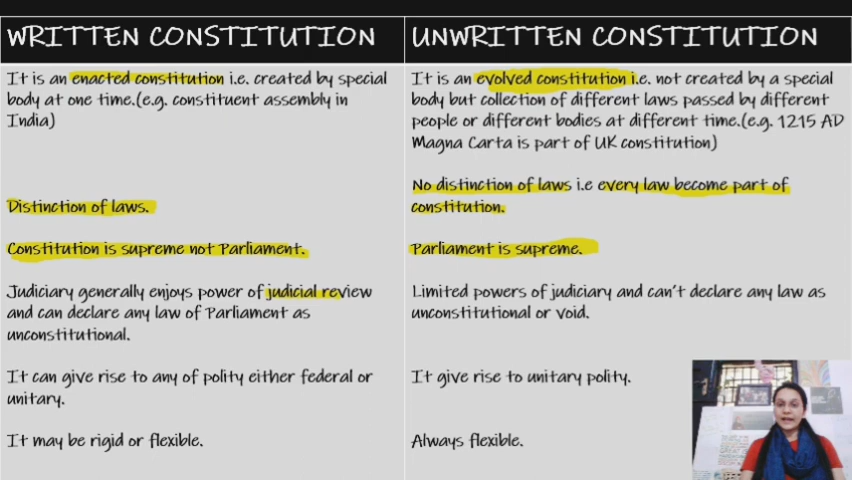 WRITTEN CONSTITUTION
It is an enacted constitution i.e. created by special
body at one time.(e.g. constituent assembly in
India)
Distinction of laws.
Constitution is supreme not Parliament.
Judiciary generally enjoys power of judicial review
and can declare any law of Parliament as
unconstitutional.
It can give rise to any of polity either federal or
unitary.
It may be rigid or flexible.
UNWRITTEN CONSTITUTION
It is an evolved constitution i.e. not created by a special
body but collection of different laws passed by different
people or different bodies at different time.(e.g. 1215 AD
Magna Carta is part of UK constitution)
No distinction of laws i.e every law become part of
constitution.
Parliament is supreme.
Limited powers of judiciary and can't declare any law as
unconstitutional or void.
It give rise to unitary polity.
Always flexible.